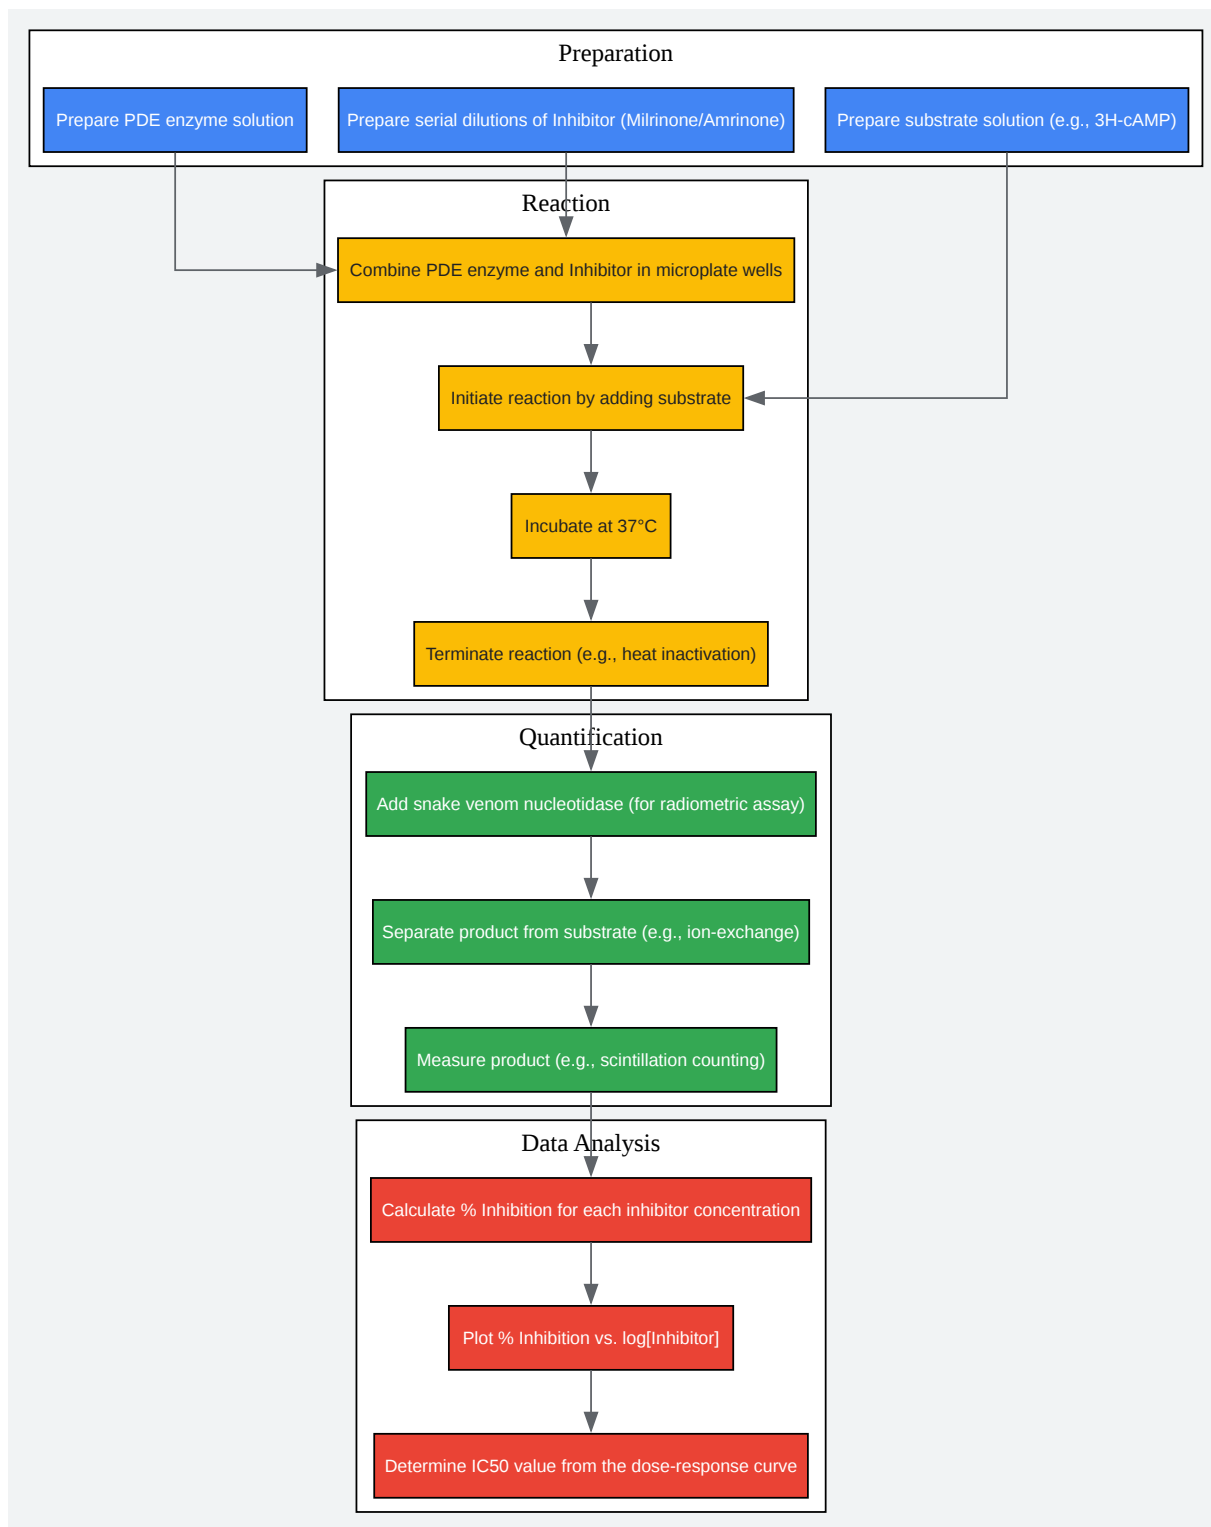 Preparation
Prepare PDE enzyme solution
Prepare serial dilutions of Inhibitor (Milrinone/Amrinone)
Prepare substrate solution (e.g., 3H-cAMP)
Reaction
Combine PDE enzyme and Inhibitor in microplate wells
Initiate reaction by adding substrate
Incubate at 37°C
Terminate reaction (e.g., heat inactivation)
Quantification
Add snake venom nucleotidase (for radiometric assay)
Separate product from substrate (e.g., ion-exchange)
Measure product (e.g., scintillation counting)
Data Analysis
Calculate % Inhibition for each inhibitor concentration
Plot % Inhibition vs. log[Inhibitor]
Determine IC50 value from the dose-response curve